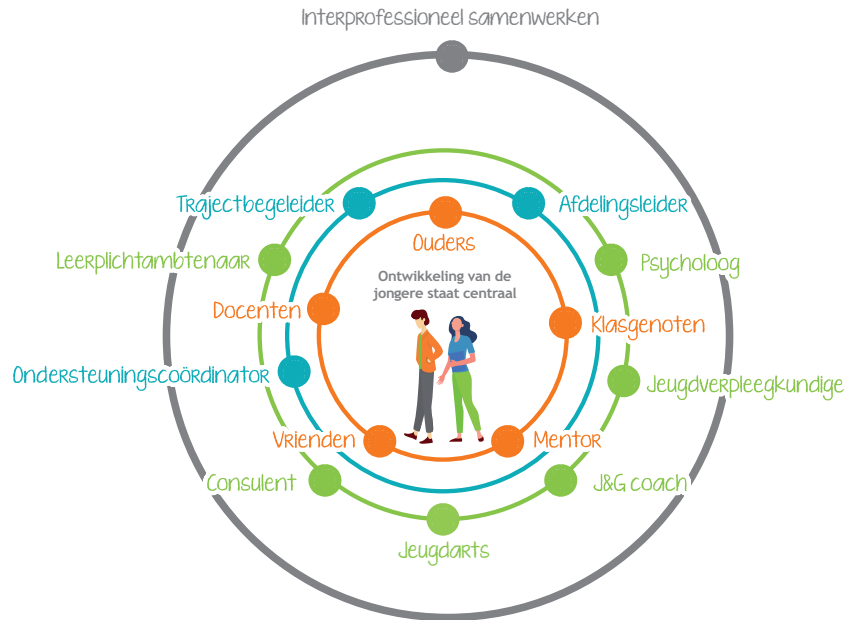 Interprofessioneel samenwerken
Trajectbegeleider
Afdelingsleider
Ouders
Leerplichtambtenaar
Psycholoog
Ontwikkeling van de
jongere staat centraal
Docenten
Klasgenoten
Ondersteuningscoördinator
Jeugdverpleegkundige
Vrienden
Mentor
Consulent
J&G coach
Jeugdarts